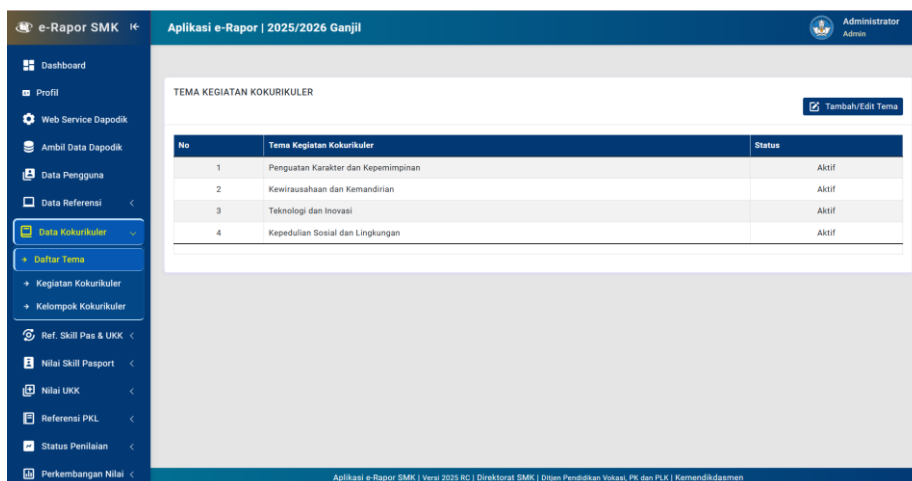 e-Rapor SMK
Aplikasi e-Rapor | 2025/2026 Ganjil
Administrator
Admin
Dashboard
Profil
Web Service Dapodik
Ambil Data Dapodik
Data Pengguna
Data Referensi
Data Kokurikuler
Daftar Tema
Kegiatan Kokurikuler
Kelompok Kokurikuler
Ref. Skill Pas & UKK
Nilai Skill Pasport
Nilai UKK
Referensi PKL
Status Penilaian
Perkembangan Nilai
TEMA KEGIATAN KOKURIKULER
Tambah/Edit Tema
No Tema Kegiatan Kokurikuler Status
1 Penguatan Karakter dan Kepemimpinan Aktif
2 Kewirausahaan dan Kemandirian Aktif
3 Teknologi dan Inovasi Aktif
4 Kepedulian Sosial dan Lingkungan Aktif
Aplikasi e-Rapor SMK | Versi 2025 RC | Direktorat SMK | Ditjen Pendidikan Vokasi, PK dan PLK | Kemendikdasmen